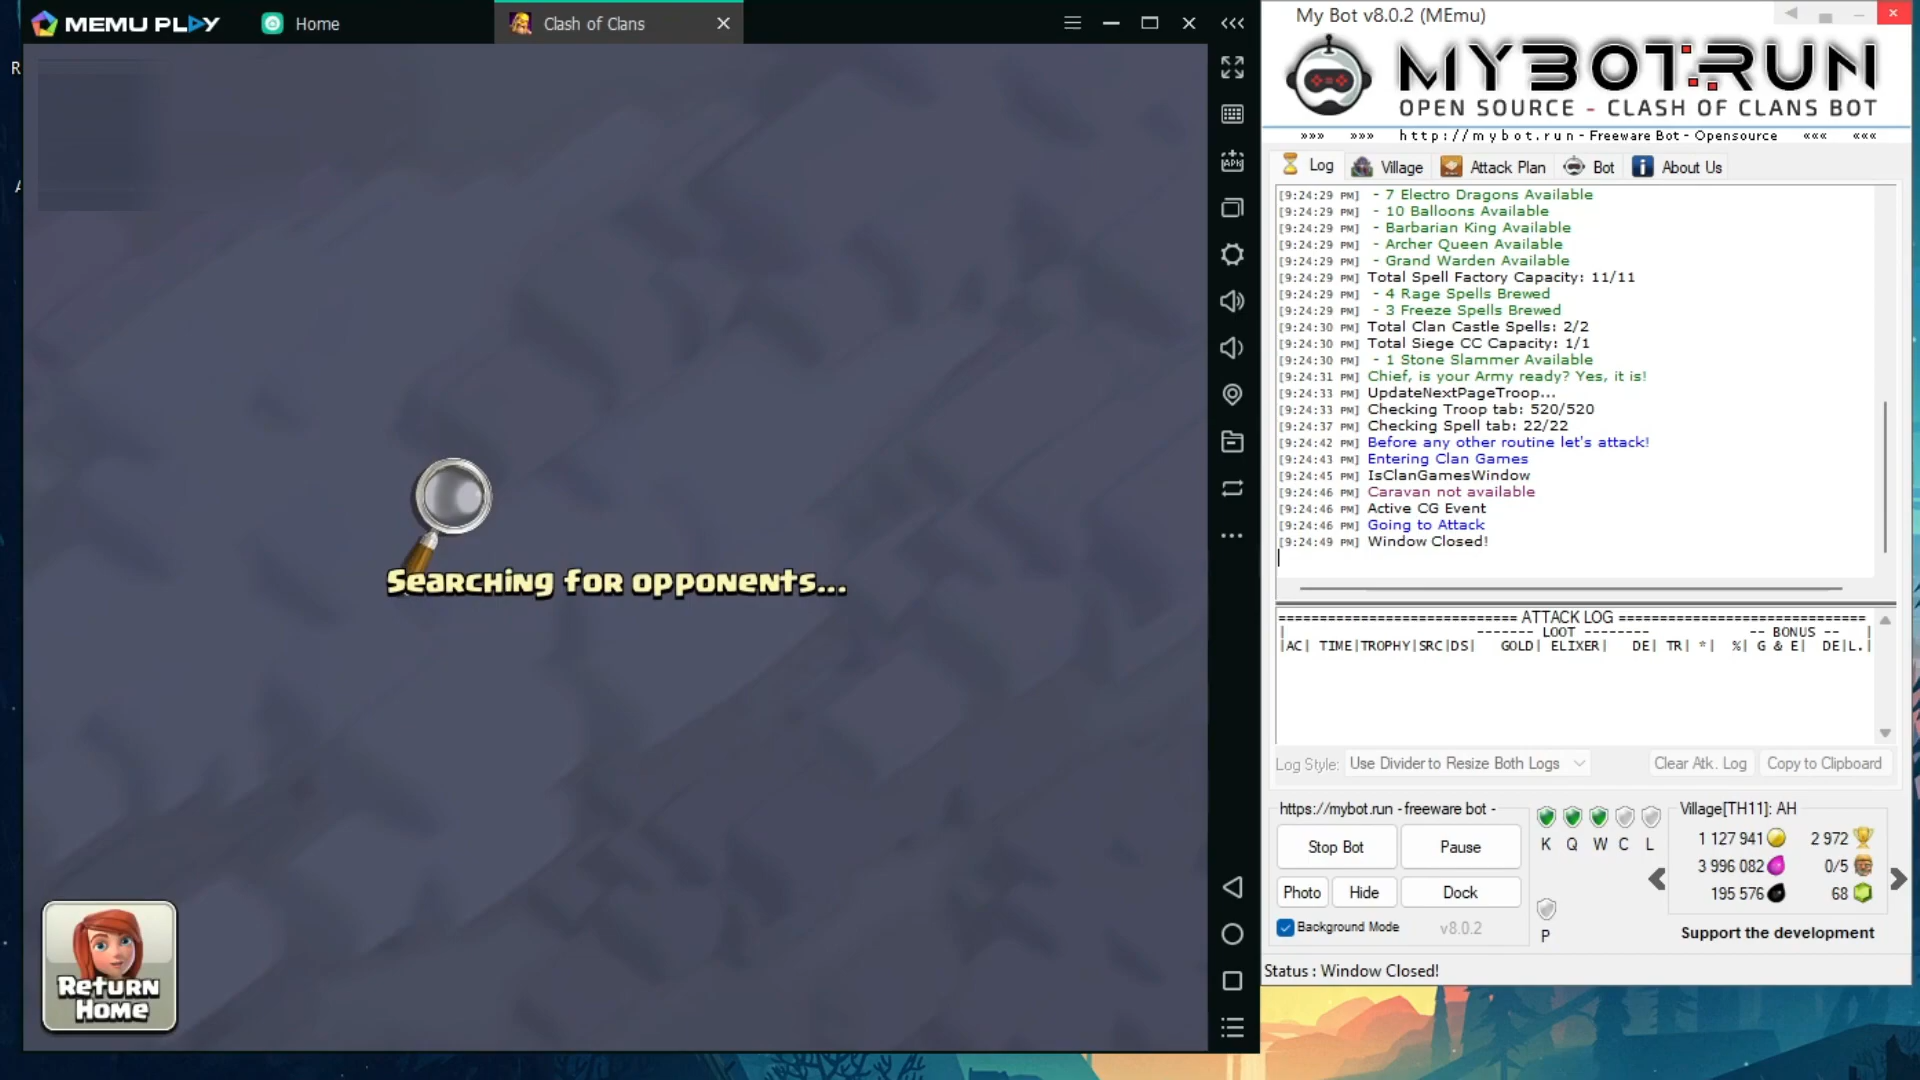 MEMU PLAY
Home
Clash of Clans
R
A
Searching for opponents...
Return
Home
My Bot v8.0.2 (MEmu)
MYBOT.RUN
OPEN SOURCE - CLASH OF CLANS BOT
»»» »»» http://mybot.run - Freeware Bot - Opensource ««« «««
Log Village Attack Plan Bot About Us
[9:24:29 PM] - 7 Electro Dragons Available
[9:24:29 PM] - 10 Balloons Available
[9:24:29 PM] - Barbarian King Available
[9:24:29 PM] - Archer Queen Available
[9:24:29 PM] - Grand Warden Available
[9:24:29 PM] Total Spell Factory Capacity: 11/11
[9:24:29 PM] - 4 Rage Spells Brewed
[9:24:29 PM] - 3 Freeze Spells Brewed
[9:24:30 PM] Total Clan Castle Spells: 2/2
[9:24:30 PM] Total Siege CC Capacity: 1/1
[9:24:30 PM] - 1 Stone Slammer Available
[9:24:31 PM] Chief, is your Army ready? Yes, it is!
[9:24:33 PM] UpdateNextPageTroop...
[9:24:33 PM] Checking Troop tab: 520/520
[9:24:37 PM] Checking Spell tab: 22/22
[9:24:42 PM] Before any other routine let's attack!
[9:24:43 PM] Entering Clan Games
[9:24:45 PM] IsClanGamesWindow
[9:24:46 PM] Caravan not available
[9:24:46 PM] Active CG Event
[9:24:46 PM] Going to Attack
[9:24:49 PM] Window Closed!
=========================== ATTACK LOG ============================
| ------- LOOT -------- -- BONUS -- |
|AC| TIME|TROPHY|SRC|DS| GOLD| ELIXER| DE| TR| *| %| G & E| DE|L.|
Log Style: Use Divider to Resize Both Logs Clear Atk. Log Copy to Clipboard
https://mybot.run - freeware bot -
Stop Bot Pause
Photo Hide Dock
Background Mode v8.0.2
K Q W C L
P
Village[TH11]: AH
1 127 941 2 972
3 996 082 0/5
195 576 68
Support the development
Status : Window Closed!